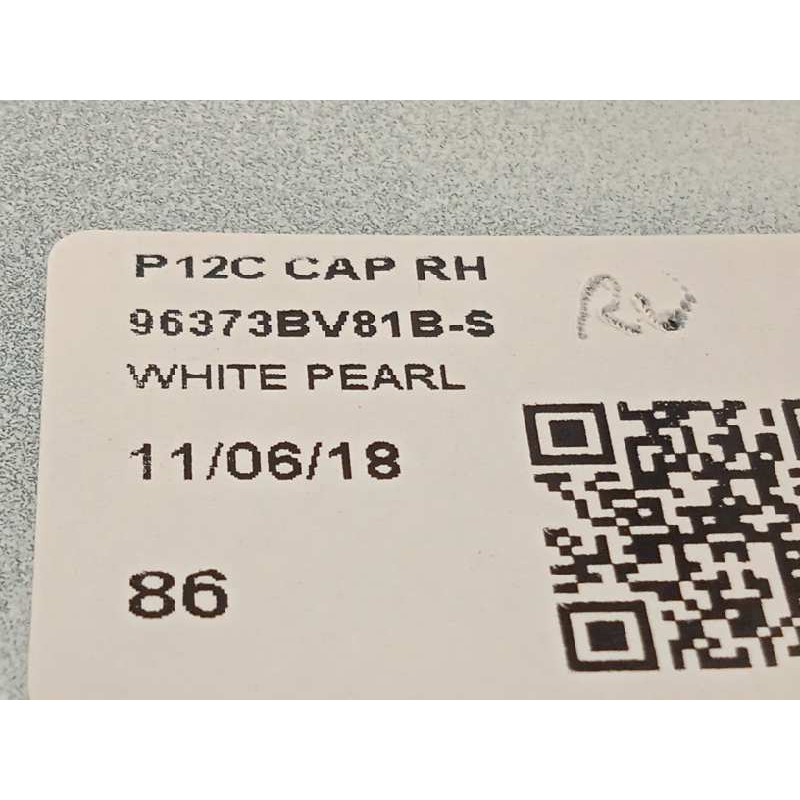 P12C CAP RH
96373BV81B-S
WHITE PEARL
11/06/18
86